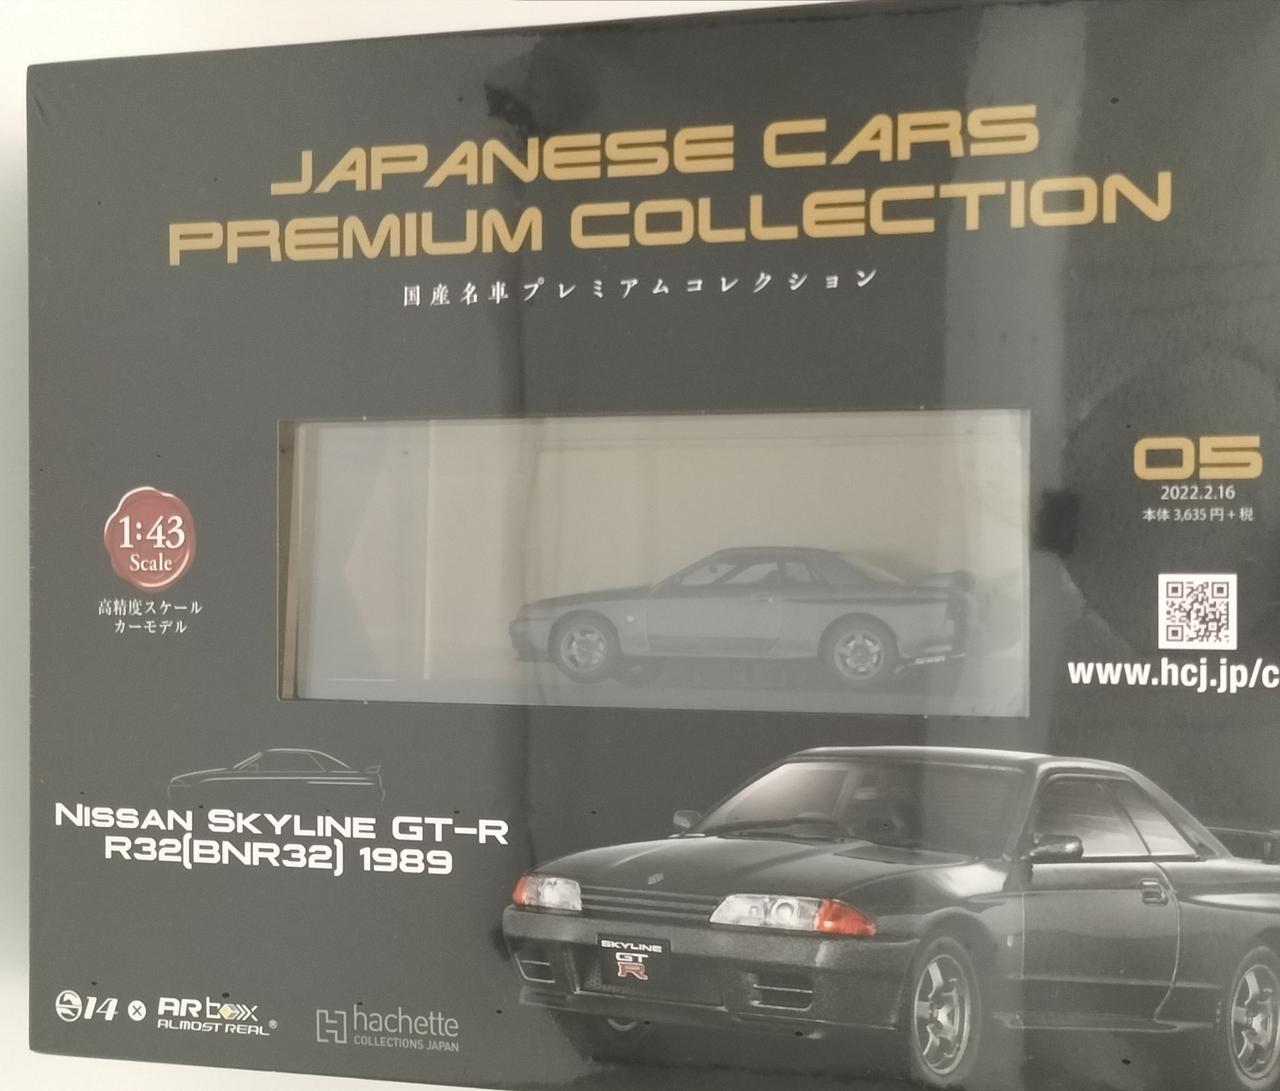 JAPANESE CARS
PREMIUM COLLECTION
国産名車プレミアムコレクション
05
2022.2.16
本体 3,635 円 + 税
1:43
Scale
高精度スケール
カーモデル
www.hcj.jp/c
NISSAN SKYLINE GT-R
R32(BNR32) 1989
SKYLINE
GT
R
14 x ARbox
ALMOST REAL®
hachette
COLLECTIONS JAPAN